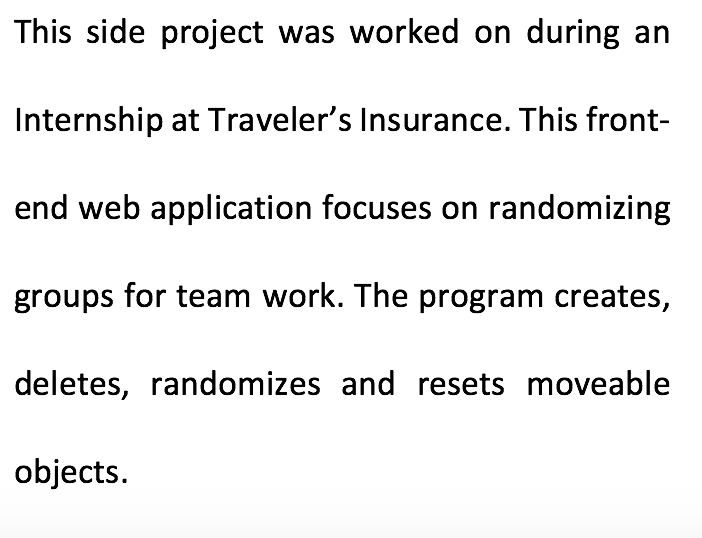 This side project was worked on during an
Internship at Traveler’s Insurance. This front-
end web application focuses on randomizing
groups for team work. The program creates,
deletes, randomizes and resets moveable
objects.